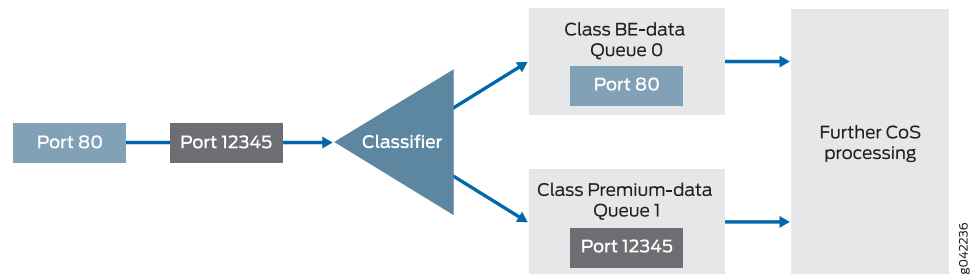 Port 80
Port 12345
Classifier
Class BE-data
Queue 0
Port 80
Class Premium-data
Queue 1
Port 12345
Further CoS
processing
g042236